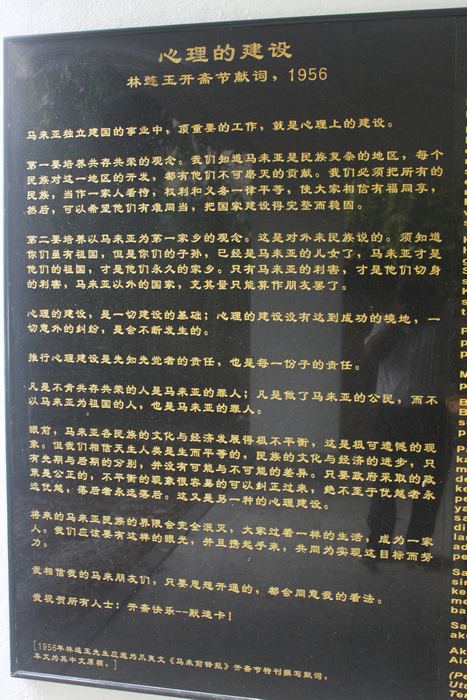 心理的建设
林莲玉开斋节献词，1956
马来亚独立建国的事业中，顶重要的工作，就是心理上的建设。
第一要培养共存共荣的观念。我们知道马来亚是民族复杂的地区，每个
民族对这一地区的开发，都有他们不可磨灭的贡献。我们必须把所有的
民族，当作一家人看待，权利和义务一律平等，使大家相信有福同享，
然后，可以希望他们有难同当，把国家建设得完整而稳固。
第二要培养以马来亚为第一家乡的观念。这是对外来民族说的。须知道
你们虽有祖国，但是你们的子孙，已经是马来亚的儿女了，马来亚才是
他们的祖国，才是他们永久的家乡。只有马来亚的利害，才是他们切身
的利害，马来亚以外的国家，充其量只能算作朋友罢了。
心理的建设，是一切建设的基础；心理的建设没有达到成功的境地，一
切意外的纠纷，是会不断发生的。
推行心理建设是先知先觉者的责任，也是每一份子的责任。
凡是不肯共存共荣的人是马来亚的罪人；凡是做了马来亚的公民，而不
以马来亚为祖国的人，也是马来亚的罪人。
眼前，马来亚各民族的文化与经济发展得极不平衡，这是极可遗憾的现
象。但我们相信天生人类是生而平等的，民族的文化与经济的进步，只
有先期与后期的分别，并没有可能与不可能的差异。只要政府采取的政
策是公正的，不平衡的现象很容易的可以纠正过来，绝不至于优越者永
远优越，落后者永远落后。这又是另一种的心理建设。
将来的马来亚民族的界限会完全泯灭，大家过着一样的生活，成为一家
人。我们应该要有这样的眼光，并且携起手来，共同为实现这目标而努
力。
我相信我的马来朋友们，只要思想开通的，都会同意我的看法。
我祝贺所有人士：开斋快乐--默迪卡！
[1956年林连玉先生应邀为爪夷文《马来前锋报》开斋节特刊撰写献词，
本文为其中文原稿。]